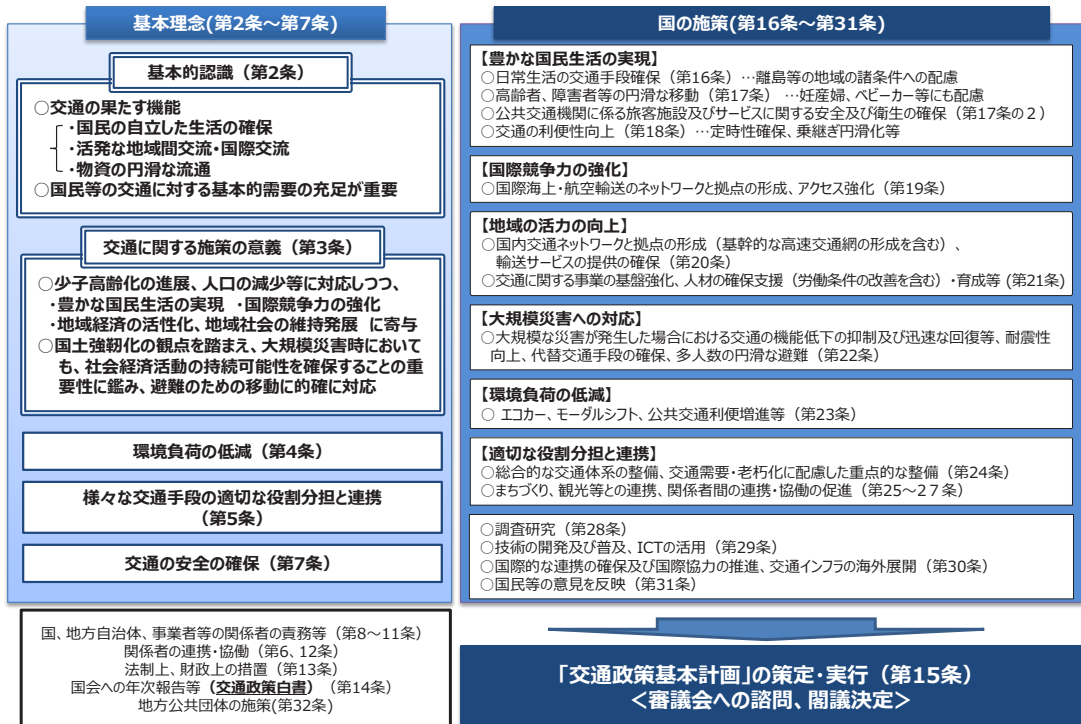 基本理念(第2条～第7条)
基本的認識（第2条）
○交通の果たす機能
・国民の自立した生活の確保
・活発な地域間交流・国際交流
・物資の円滑な流通
○国民等の交通に対する基本的需要の充足が重要
交通に関する施策の意義（第3条）
○少子高齢化の進展、人口の減少等に対応しつつ、
・豊かな国民生活の実現 ・国際競争力の強化
・地域経済の活性化、地域社会の維持発展 に寄与
○国土強靱化の観点を踏まえ、大規模災害時において
も、社会経済活動の持続可能性を確保することの重
要性に鑑み、避難のための移動に的確に対応
環境負荷の低減（第4条）
様々な交通手段の適切な役割分担と連携
（第5条）
交通の安全の確保（第7条）
国、地方自治体、事業者等の関係者の責務等（第8～11条）
関係者の連携・協働（第6、12条）
法制上、財政上の措置（第13条）
国会への年次報告等（交通政策白書）（第14条）
地方公共団体の施策(第32条）
国の施策(第16条～第31条)
【豊かな国民生活の実現】
○日常生活の交通手段確保（第16条）…離島等の地域の諸条件への配慮
○高齢者、障害者等の円滑な移動（第17条）…妊産婦、ベビーカー等にも配慮
○公共交通機関に係る旅客施設及びサービスに関する安全及び衛生の確保（第17条の２）
○交通の利便性向上（第18条）…定時性確保、乗継ぎ円滑化等
【国際競争力の強化】
○国際海上・航空輸送のネットワークと拠点の形成、アクセス強化（第19条）
【地域の活力の向上】
○国内交通ネットワークと拠点の形成（基幹的な高速交通網の形成を含む）、
輸送サービスの提供の確保（第20条）
○交通に関する事業の基盤強化、人材の確保支援（労働条件の改善を含む）・育成等 (第21条)
【大規模災害への対応】
○大規模な災害が発生した場合における交通の機能低下の抑制及び迅速な回復等、耐震性
向上、代替交通手段の確保、多人数の円滑な避難（第22条）
【環境負荷の低減】
○ エコカー、モーダルシフト、公共交通利便増進等（第23条）
【適切な役割分担と連携】
○総合的な交通体系の整備、交通需要・老朽化に配慮した重点的な整備（第24条）
○まちづくり、観光等との連携、関係者間の連携・協働の促進（第25～２７条）
○調査研究（第28条）
○技術の開発及び普及、ICTの活用（第29条）
○国際的な連携の確保及び国際協力の推進、交通インフラの海外展開（第30条）
○国民等の意見を反映（第31条）
「交通政策基本計画」の策定・実行（第15条）
＜審議会への諮問、閣議決定＞